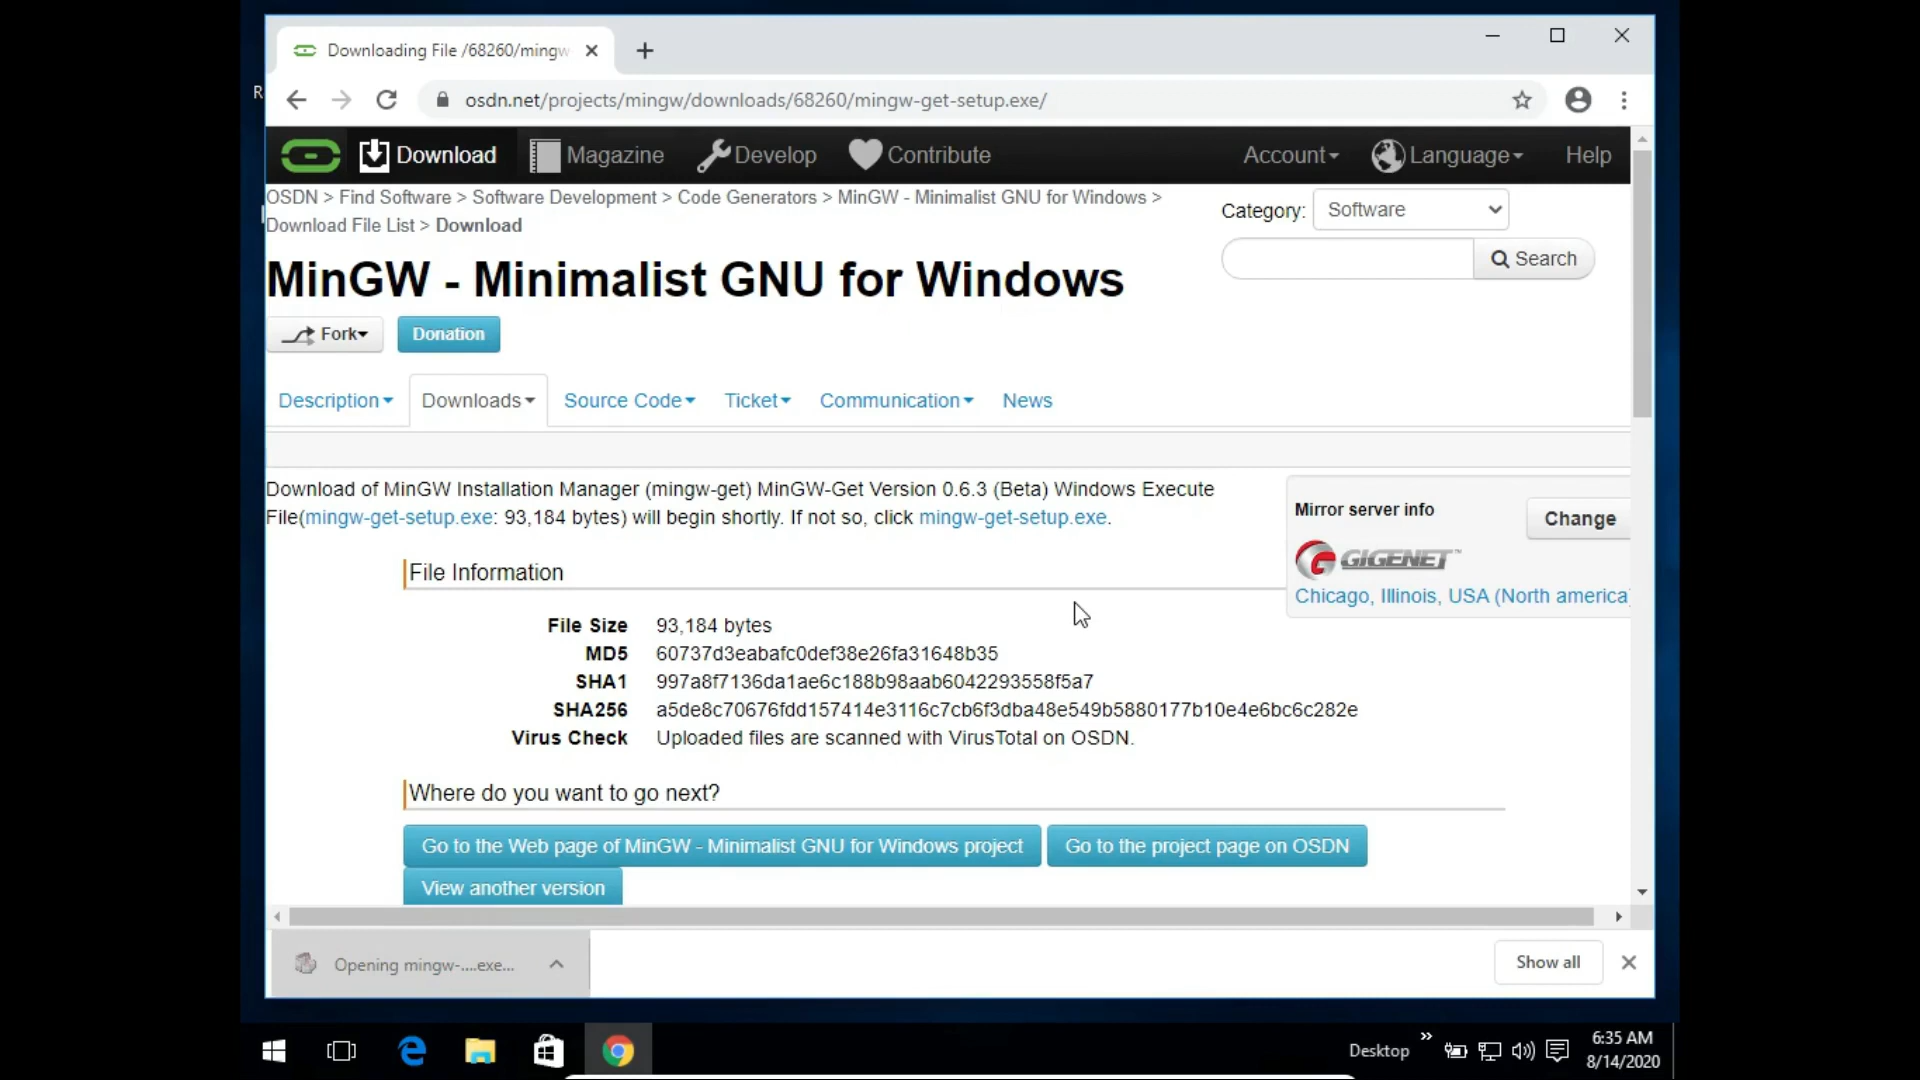 Downloading File /68260/mingw
osdn.net/projects/mingw/downloads/68260/mingw-get-setup.exe/
Download Magazine Develop Contribute Account Language Help
OSDN > Find Software > Software Development > Code Generators > MinGW - Minimalist GNU for Windows >
Download File List > Download
Category: Software
Search
MinGW - Minimalist GNU for Windows
Fork Donation
Description Downloads Source Code Ticket Communication News
Download of MinGW Installation Manager (mingw-get) MinGW-Get Version 0.6.3 (Beta) Windows Execute
File(mingw-get-setup.exe: 93,184 bytes) will begin shortly. If not so, click mingw-get-setup.exe.
Mirror server info Change
GIGENET™
Chicago, Illinois, USA (North america)
File Information
File Size 93,184 bytes
MD5 60737d3eabafc0def38e26fa31648b35
SHA1 997a8f7136da1ae6c188b98aab6042293558f5a7
SHA256 a5de8c70676fdd157414e3116c7cb6f3dba48e549b5880177b10e4e6bc6c282e
Virus Check Uploaded files are scanned with VirusTotal on OSDN.
Where do you want to go next?
Go to the Web page of MinGW - Minimalist GNU for Windows project Go to the project page on OSDN
View another version
Opening mingw-....exe... Show all
Desktop 6:35 AM
8/14/2020